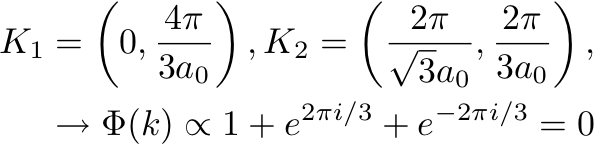 $K_1 = \left(0, \frac{4\pi}{3a_0}\right), K_2 = \left(\frac{2\pi}{\sqrt{3}a_0}, \frac{2\pi}{3a_0}\right),$
$\rightarrow \Phi(k) \propto 1 + e^{2\pi i/3} + e^{-2\pi i/3} = 0$